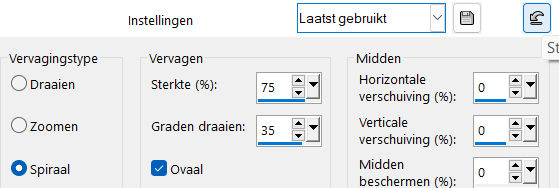 Instellingen
Laatst gebruikt
St
Vervagingstype
Draaien
Zoomen
Spiraal
Vervagen
Sterkte (%):
75
Graden draaien:
35
Ovaal
Midden
Horizontale
verschuiving (%):
0
Verticale
verschuiving (%):
0
Midden
beschermen (%):
0